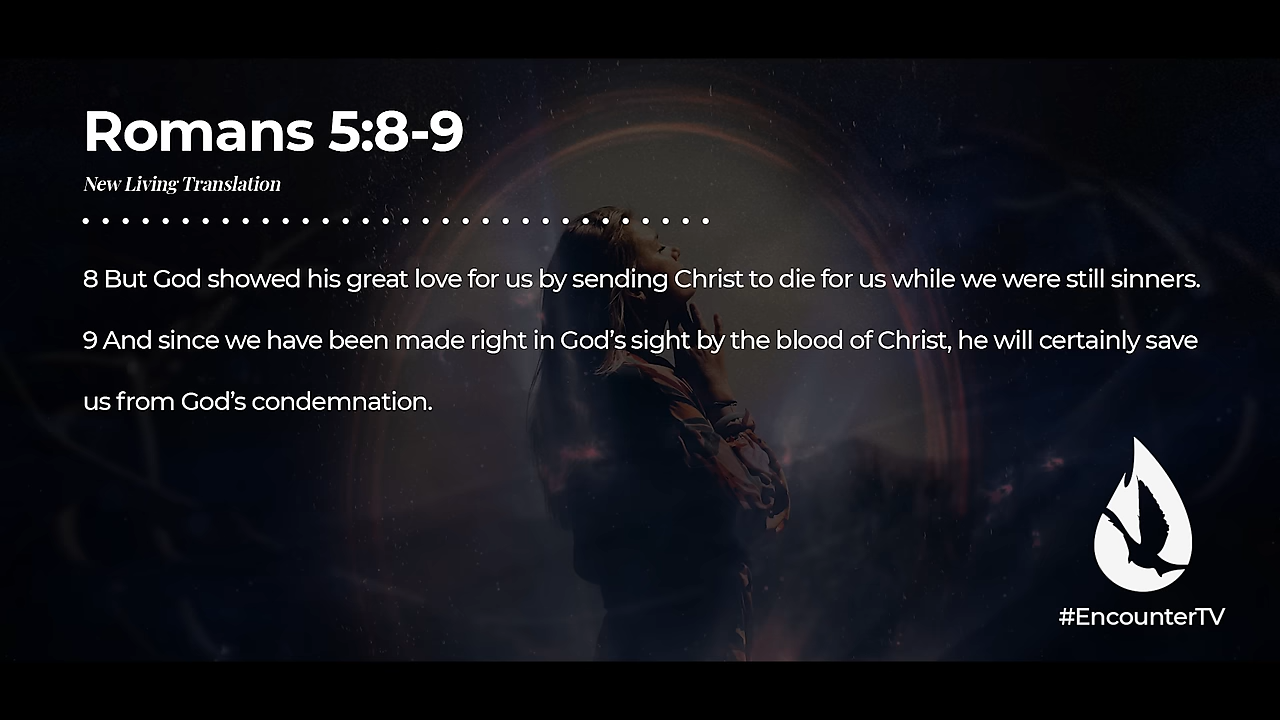 Romans 5:8-9
New Living Translation
8 But God showed his great love for us by sending Christ to die for us while we were still sinners.
9 And since we have been made right in God’s sight by the blood of Christ, he will certainly save
us from God’s condemnation.
#EncounterTV